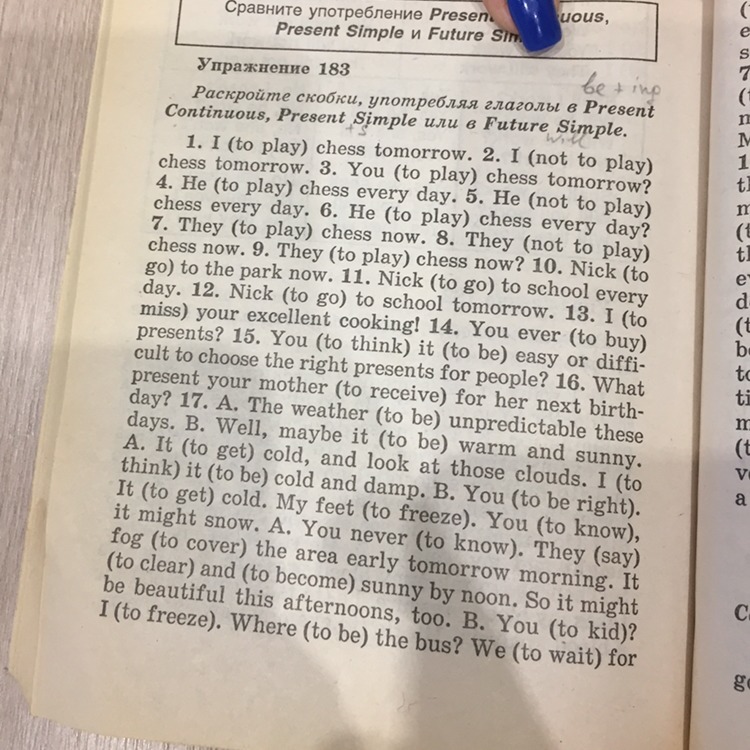 Сравните употребление Present uous,
Present Simple и Future Sim
Упражнение 183
be + ing
Раскройте скобки, употребляя глаголы в Present
Continuous, Present Simple или в Future Simple.
+s will
1. I (to play) chess tomorrow. 2. I (not to play)
chess tomorrow. 3. You (to play) chess tomorrow?
4. He (to play) chess every day. 5. He (not to play)
chess every day. 6. He (to play) chess every day?
7. They (to play) chess now. 8. They (not to play)
chess now. 9. They (to play) chess now? 10. Nick (to
go) to the park now. 11. Nick (to go) to school every
day. 12. Nick (to go) to school tomorrow. 13. I (to
miss) your excellent cooking! 14. You ever (to buy)
presents? 15. You (to think) it (to be) easy or diffi-
cult to choose the right presents for people? 16. What
present your mother (to receive) for her next birth-
day? 17. A. The weather (to be) unpredictable these
days. B. Well, maybe it (to be) warm and sunny.
A. It (to get) cold, and look at those clouds. I (to
think) it (to be) cold and damp. B. You (to be right).
It (to get) cold. My feet (to freeze). You (to know),
it might snow. A. You never (to know). They (say)
fog (to cover) the area early tomorrow morning. It
(to clear) and (to become) sunny by noon. So it might
be beautiful this afternoons, too. B. You (to kid)?
I (to freeze). Where (to be) the bus? We (to wait) for